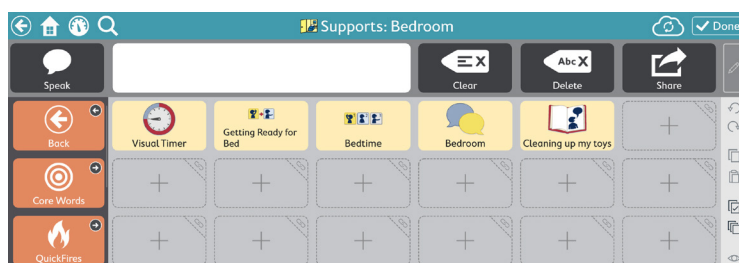 Supports: Bedroom
Done
Speak
Clear
Abc X
Delete
Share
Back
Visual Timer
Getting Ready for
Bed
Bedtime
Bedroom
Cleaning up my toys
Core Words
QuickFires